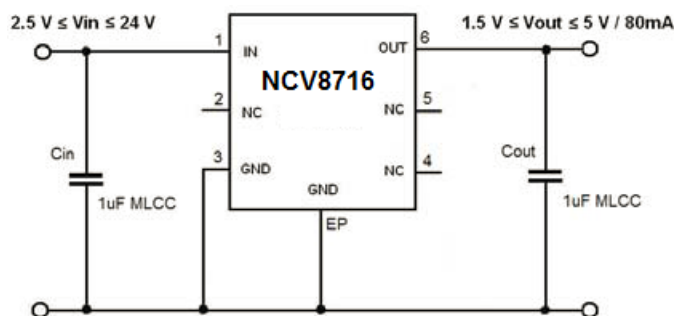 2.5 V ≤ Vin ≤ 24 V
1.5 V ≤ Vout ≤ 5 V / 80mA
1
IN
OUT
6
NCV8716
2
NC
NC
5
3
GND
NC
4
GND
EP
Cin
1uF MLCC
Cout
1uF MLCC